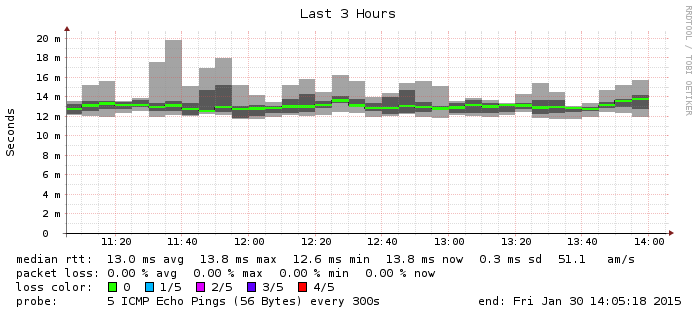 Last 3 Hours
RRDTOOL / TOBI OETIKER
Seconds
20 m
18 m
16 m
14 m
12 m
10 m
8 m
6 m
4 m
2 m
0
11:20 11:40 12:00 12:20 12:40 13:00 13:20 13:40 14:00
median rtt: 13.0 ms avg 13.8 ms max 12.6 ms min 13.8 ms now 0.3 ms sd 51.1 am/s
packet loss: 0.00 % avg 0.00 % max 0.00 % min 0.00 % now
loss color: 0 1/5 2/5 3/5 4/5
probe: 5 ICMP Echo Pings (56 Bytes) every 300s end: Fri Jan 30 14:05:18 2015